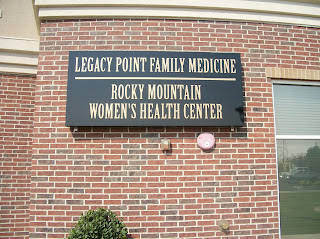 LEGACY POINT FAMILY MEDICINE
ROCKY MOUNTAIN
WOMEN'S HEALTH CENTER